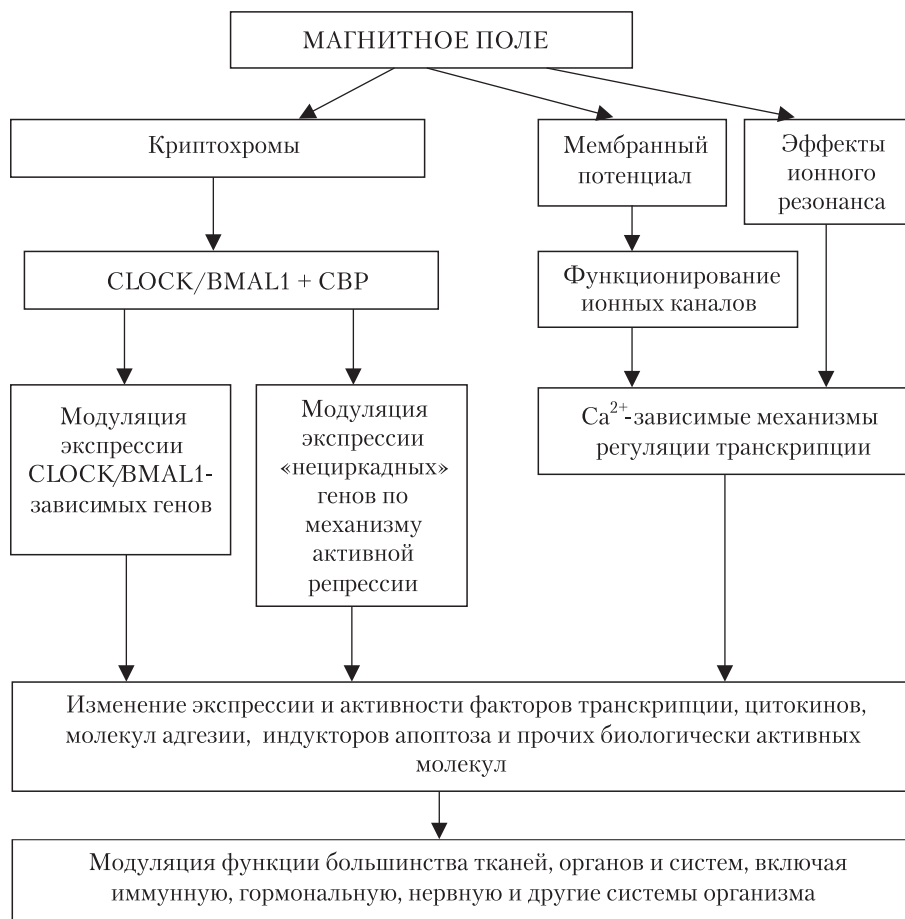 МАГНИТНОЕ ПОЛЕ
Криптохромы
Мембранный
потенциал
Эффекты
ионного
резонанса
CLOCK/BMAL1 + CBP
Функционирование
ионных каналов
Модуляция
экспрессии
CLOCK/BMAL1-
зависимых генов
Модуляция
экспрессии
«нециркадных»
генов по
механизму
активной
репрессии
Ca²⁺-зависимые механизмы
регуляции транскрипции
Изменение экспрессии и активности факторов транскрипции, цитокинов,
молекул адгезии, индукторов апоптоза и прочих биологически активных
молекул
Модуляция функции большинства тканей, органов и систем, включая
иммунную, гормональную, нервную и другие системы организма